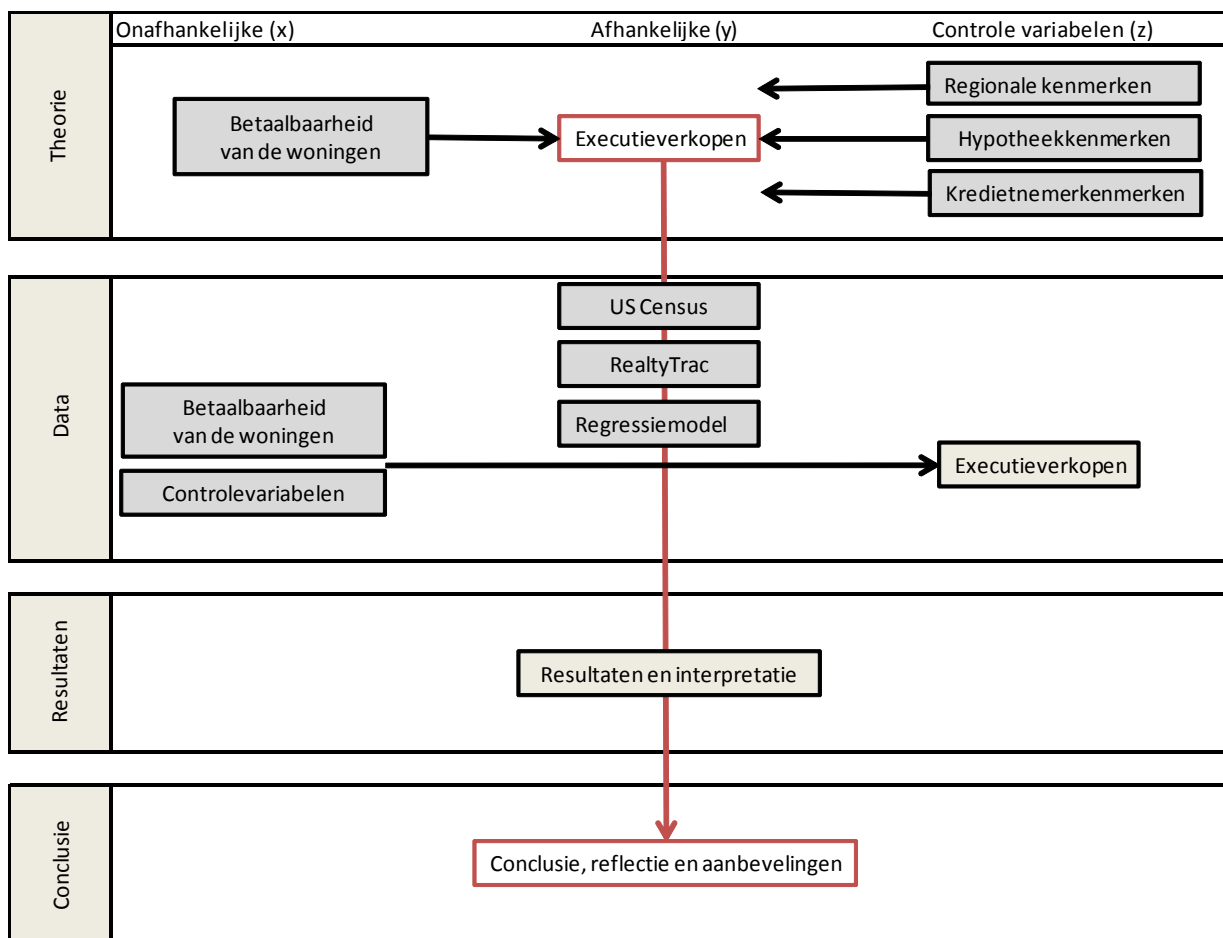 Onafhankelijke (x)
Afhankelijke (y)
Controle variabelen (z)
Theorie
Betaalbaarheid
van de woningen
Executieverkopen
Regionale kenmerken
Hypotheekkenmerken
Kredietnemerkenmerken
Data
US Census
RealtyTrac
Regressiemodel
Betaalbaarheid
van de woningen
Controlevariabelen
Executieverkopen
Resultaten
Resultaten en interpretatie
Conclusie
Conclusie, reflectie en aanbevelingen